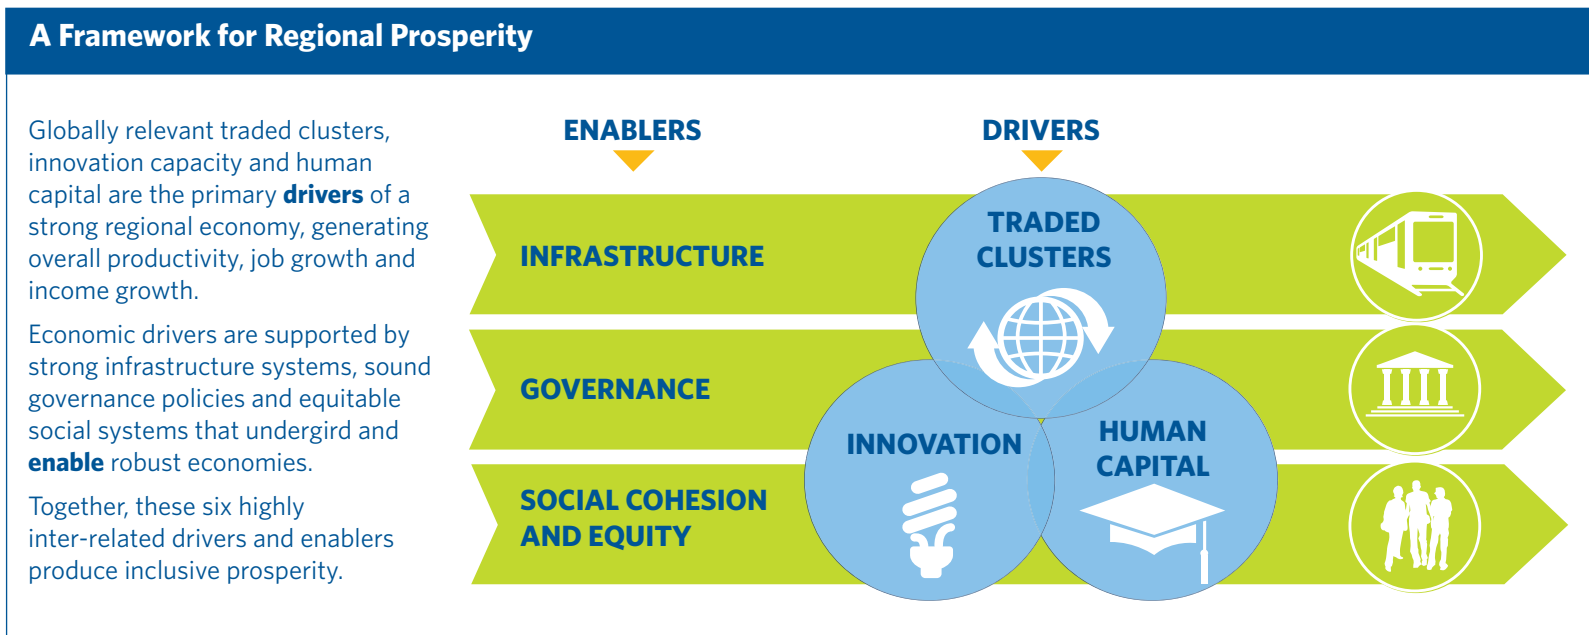 A Framework for Regional Prosperity
Globally relevant traded clusters,
innovation capacity and human
capital are the primary drivers of a
strong regional economy, generating
overall productivity, job growth and
income growth.
Economic drivers are supported by
strong infrastructure systems, sound
governance policies and equitable
social systems that undergird and
enable robust economies.
Together, these six highly
inter-related drivers and enablers
produce inclusive prosperity.
ENABLERS
DRIVERS
INFRASTRUCTURE
GOVERNANCE
SOCIAL COHESION
AND EQUITY
TRADED
CLUSTERS
INNOVATION
HUMAN
CAPITAL